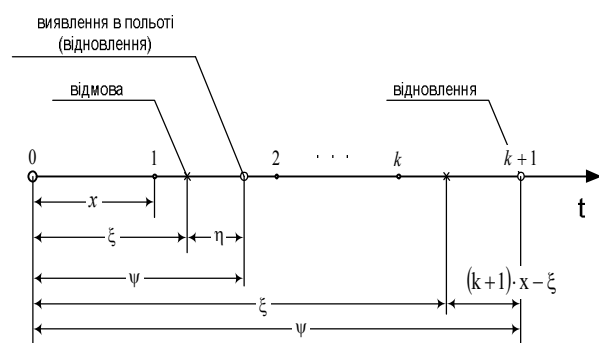 виявлення в польоті
(відновлення)
відмова
відновлення
0 1 2 . . . k k + 1
t
x
ξ η
ψ
(k+1)·x−ξ
ξ
ψ